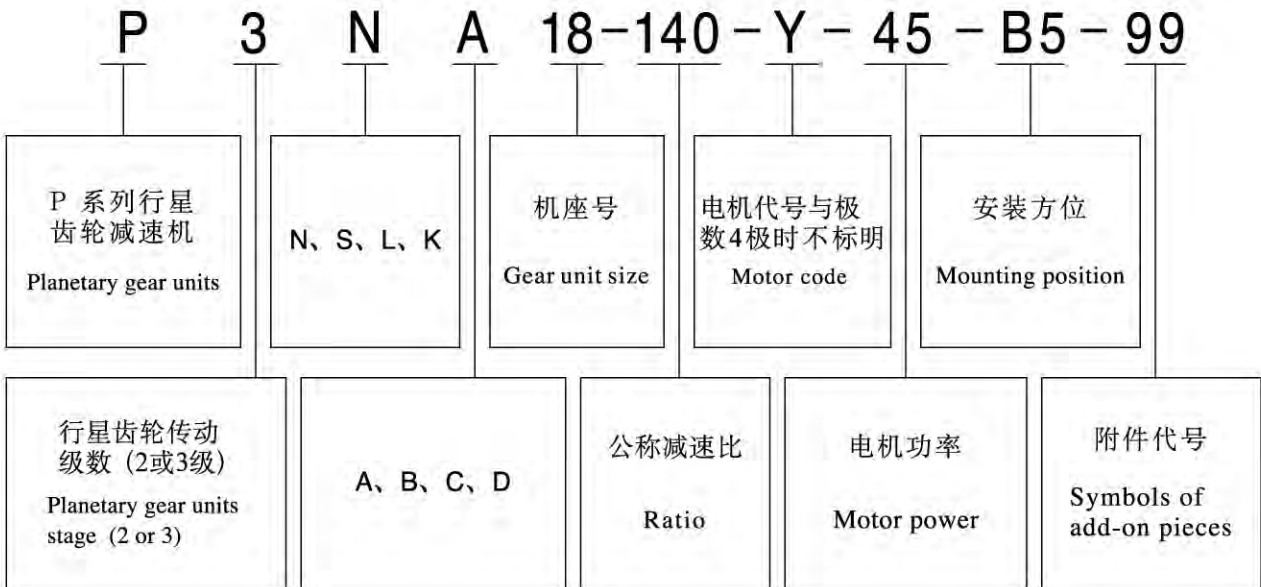 P 3 N A 18-140-Y-45-B5-99
P 系列行星
齿轮减速机
Planetary gear units
N、S、L、K
机座号
Gear unit size
电机代号与极
数4极时不标明
Motor code
安装方位
Mounting position
行星齿轮传动
级数 (2或3级)
Planetary gear units
stage (2 or 3)
A、B、C、D
公称减速比
Ratio
电机功率
Motor power
附件代号
Symbols of
add-on pieces